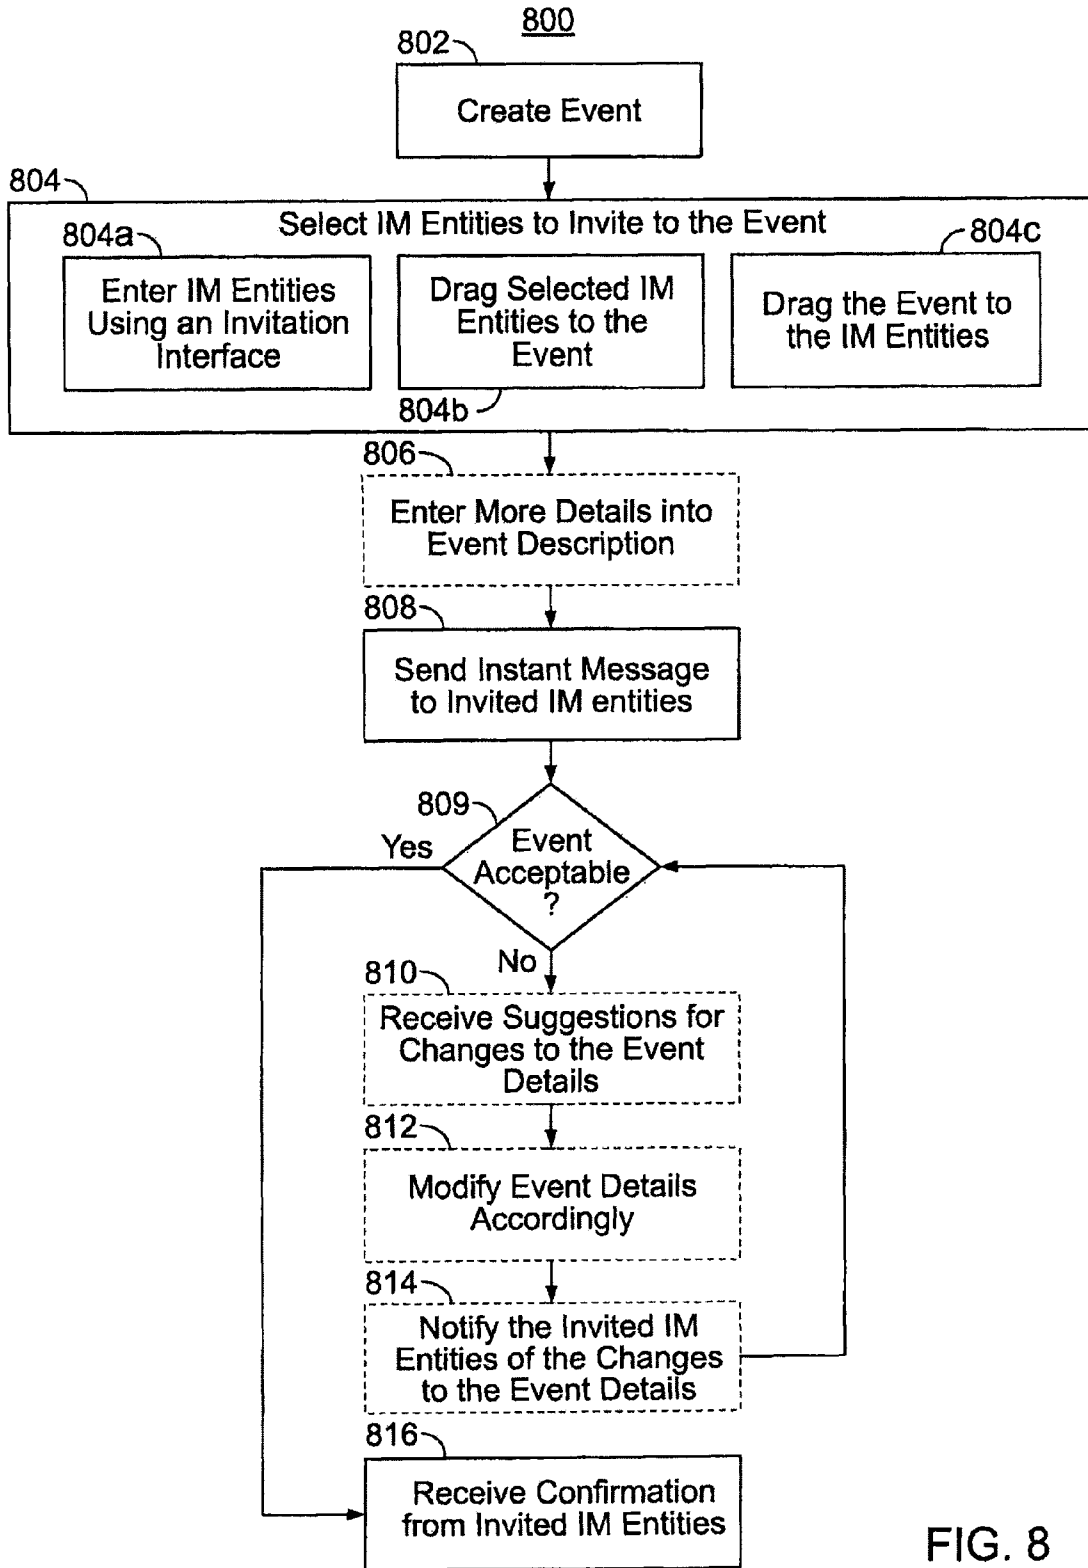 800
802
Create Event
804
Select IM Entities to Invite to the Event
804a
Enter IM Entities
Using an Invitation
Interface
Drag Selected IM
Entities to the
Event
804b
804c
Drag the Event to
the IM Entities
806
Enter More Details into
Event Description
808
Send Instant Message
to Invited IM entities
809
Event
Acceptable
?
Yes
No
810
Receive Suggestions for
Changes to the Event
Details
812
Modify Event Details
Accordingly
814
Notify the Invited IM
Entities of the Changes
to the Event Details
816
Receive Confirmation
from Invited IM Entities
FIG. 8